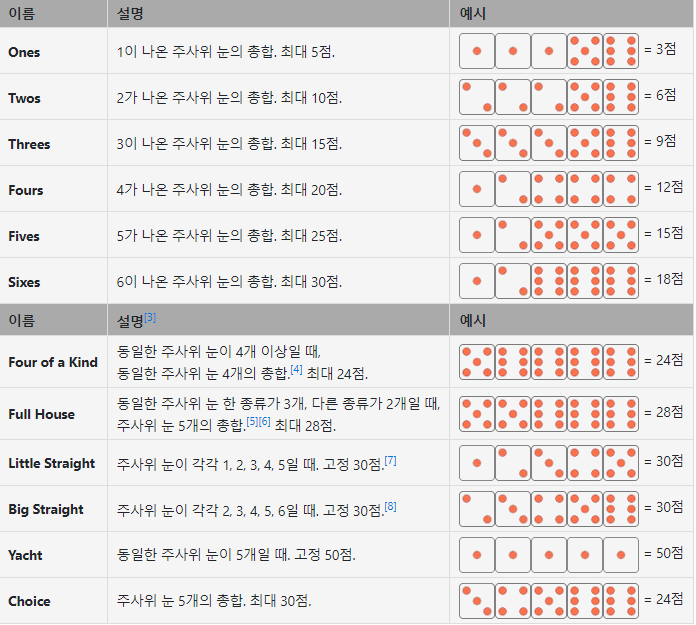 이름 설명 예시
Ones 1이 나온 주사위 눈의 총합. 최대 5점. = 3점
Twos 2가 나온 주사위 눈의 총합. 최대 10점. = 6점
Threes 3이 나온 주사위 눈의 총합. 최대 15점. = 9점
Fours 4가 나온 주사위 눈의 총합. 최대 20점. = 12점
Fives 5가 나온 주사위 눈의 총합. 최대 25점. = 15점
Sixes 6이 나온 주사위 눈의 총합. 최대 30점. = 18점
이름 설명[3] 예시
Four of a Kind 동일한 주사위 눈이 4개 이상일 때,
동일한 주사위 눈 4개의 총합.[4] 최대 24점. = 24점
Full House 동일한 주사위 눈 한 종류가 3개, 다른 종류가 2개일 때,
주사위 눈 5개의 총합.[5][6] 최대 28점. = 28점
Little Straight 주사위 눈이 각각 1, 2, 3, 4, 5일 때. 고정 30점.[7] = 30점
Big Straight 주사위 눈이 각각 2, 3, 4, 5, 6일 때. 고정 30점.[8] = 30점
Yacht 동일한 주사위 눈이 5개일 때. 고정 50점. = 50점
Choice 주사위 눈 5개의 총합. 최대 30점. = 24점